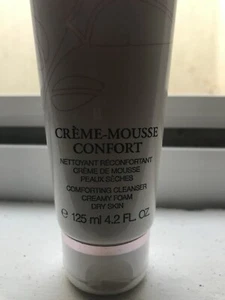 CRÈME-MOUSSE
CONFORT
NETTOYANT RÉCONFORTANT
CRÈME DE MOUSSE
PEAUX SÈCHES
COMFORTING CLEANSER
CREAMY FOAM
DRY SKIN
e 125 ml 4.2 FL. OZ.